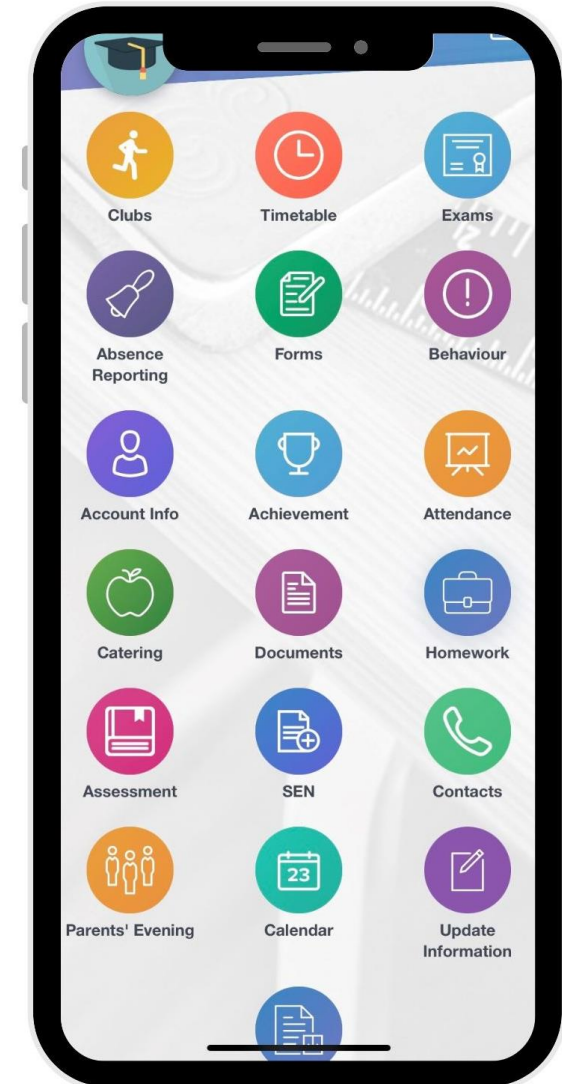 Clubs
Timetable
Exams
Absence
Reporting
Forms
Behaviour
Account Info
Achievement
Attendance
Catering
Documents
Homework
Assessment
SEN
Contacts
Parents' Evening
23
Calendar
Update
Information